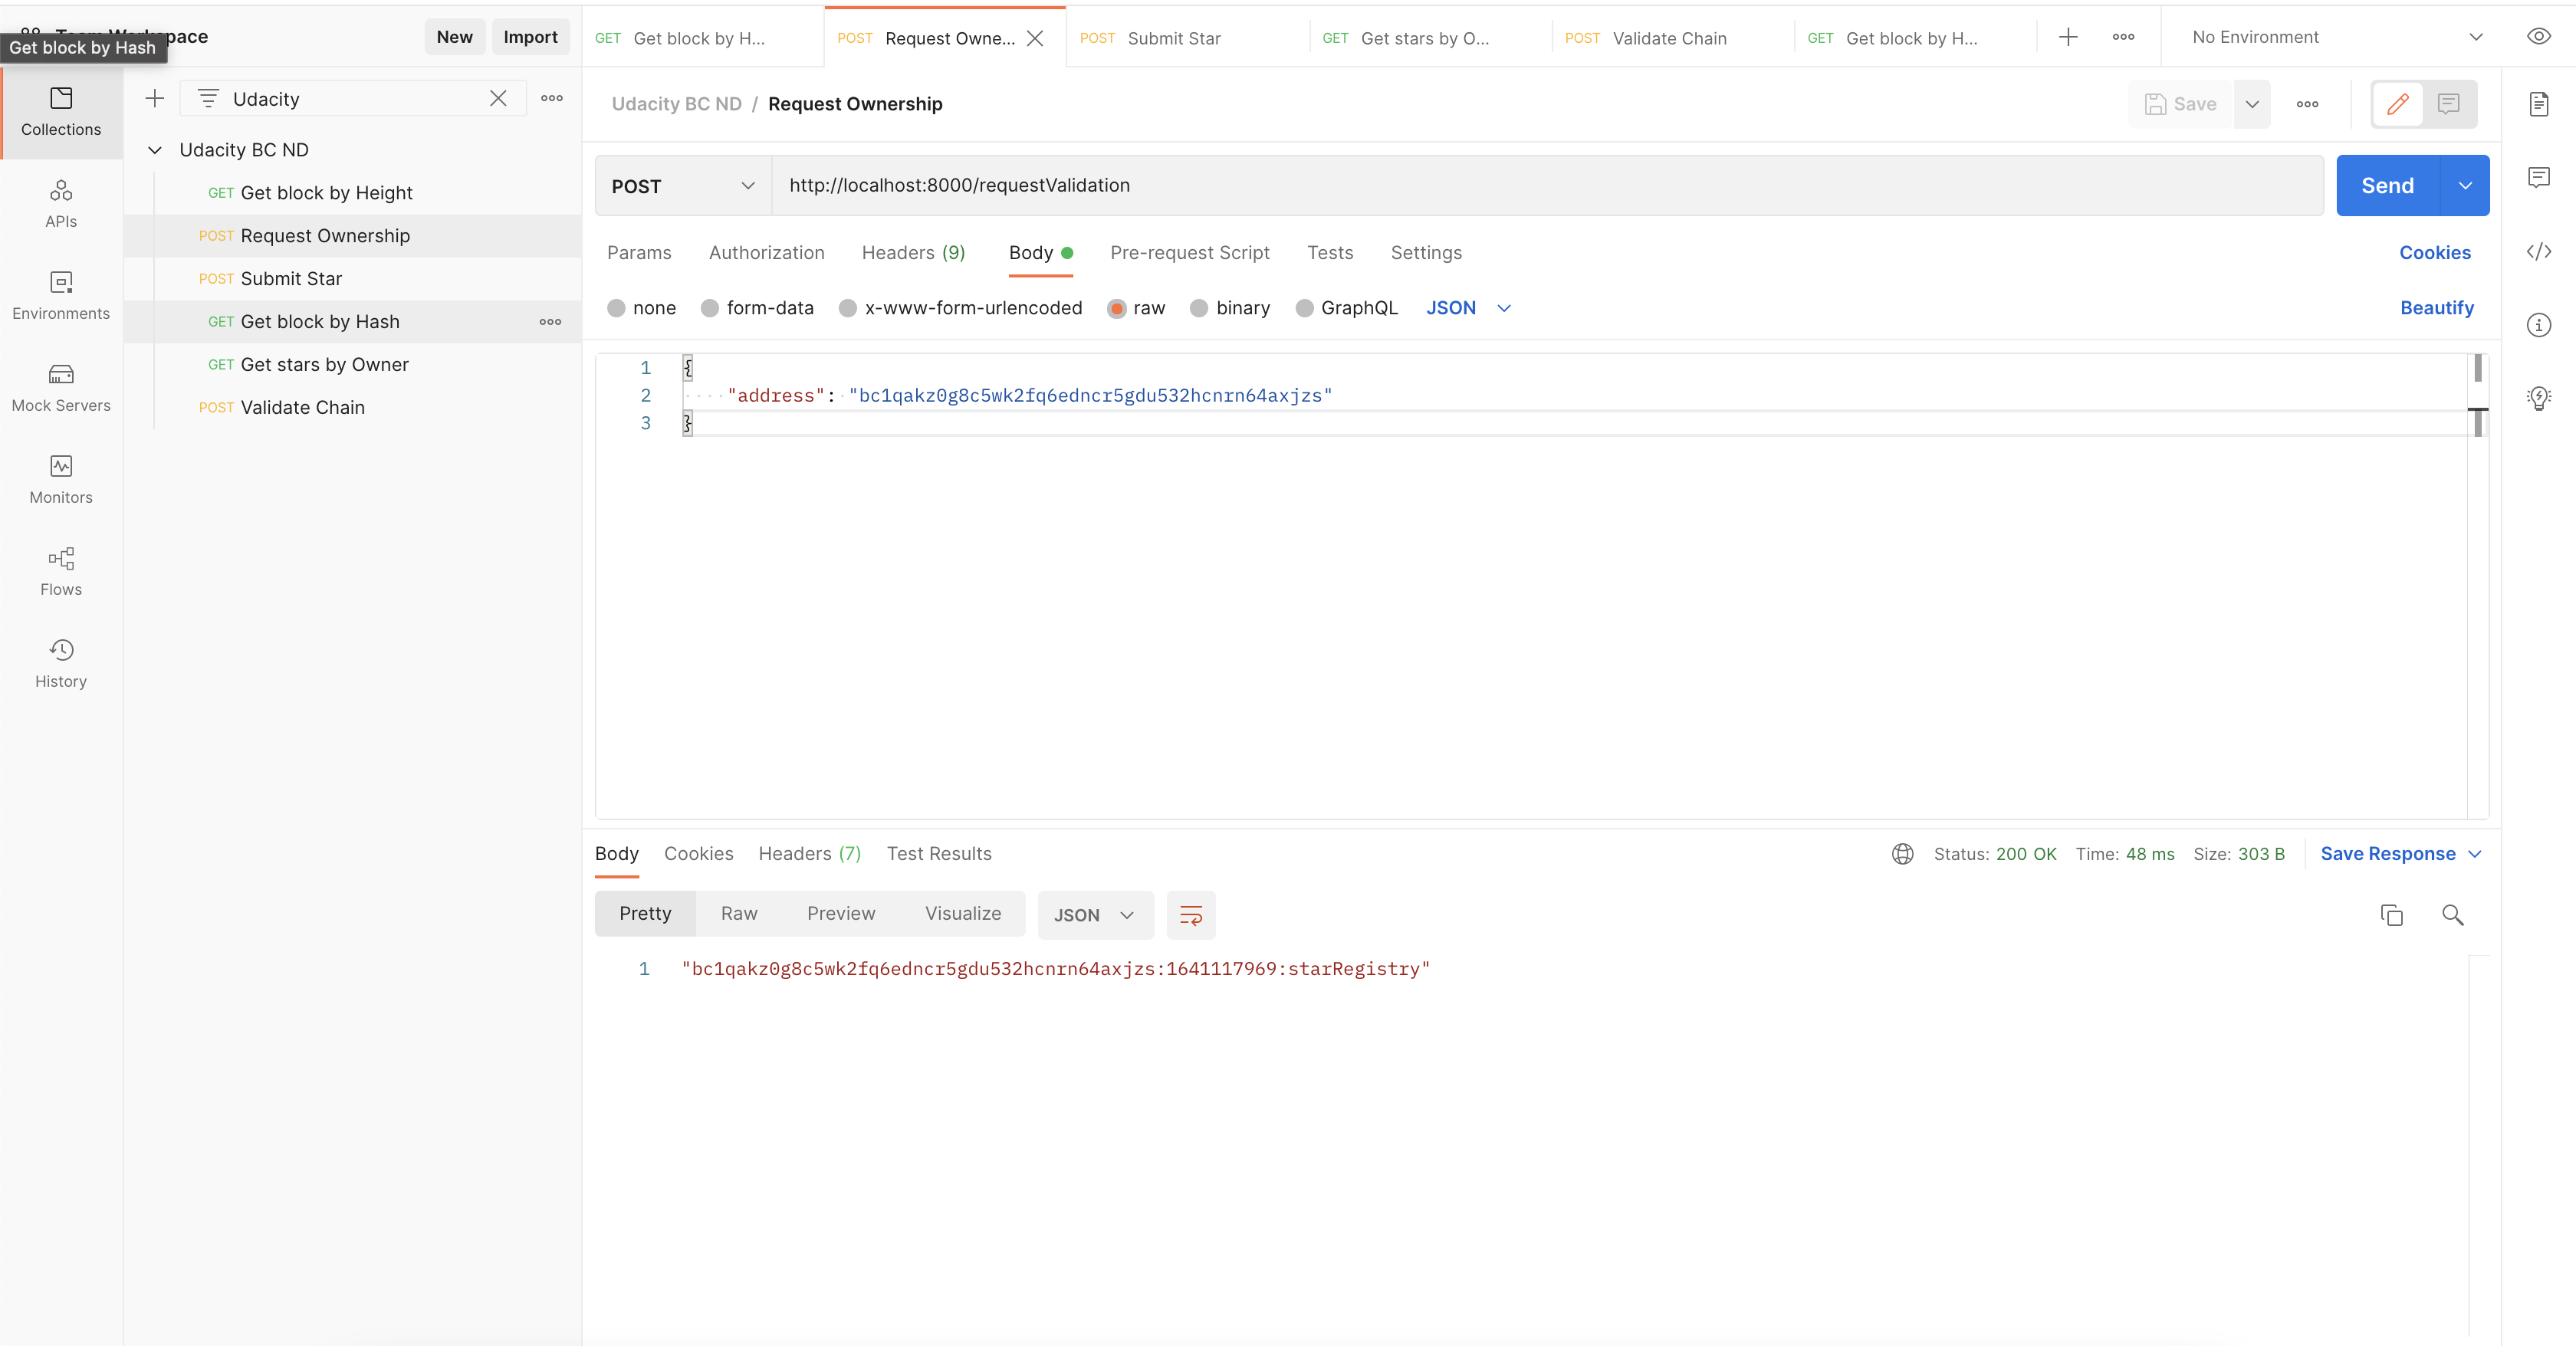 Team Workspace
Get block by Hash
New
Import
GET Get block by H...
POST Request Owne...
POST Submit Star
GET Get stars by O...
POST Validate Chain
GET Get block by H...
No Environment
Collections
APIs
Environments
Mock Servers
Monitors
Flows
History
Udacity
Udacity BC ND
GET Get block by Height
POST Request Ownership
POST Submit Star
GET Get block by Hash
GET Get stars by Owner
POST Validate Chain
Udacity BC ND / Request Ownership
Save
POST
http://localhost:8000/requestValidation
Send
Params Authorization Headers (9) Body Pre-request Script Tests Settings Cookies
none form-data x-www-form-urlencoded raw binary GraphQL JSON Beautify
1 {
2 "address": "bc1qakz0g8c5wk2fq6edncr5gdu532hcnrn64axjzs"
3 }
Body Cookies Headers (7) Test Results Status: 200 OK Time: 48 ms Size: 303 B Save Response
Pretty Raw Preview Visualize JSON
1 "bc1qakz0g8c5wk2fq6edncr5gdu532hcnrn64axjzs:1641117969:starRegistry"